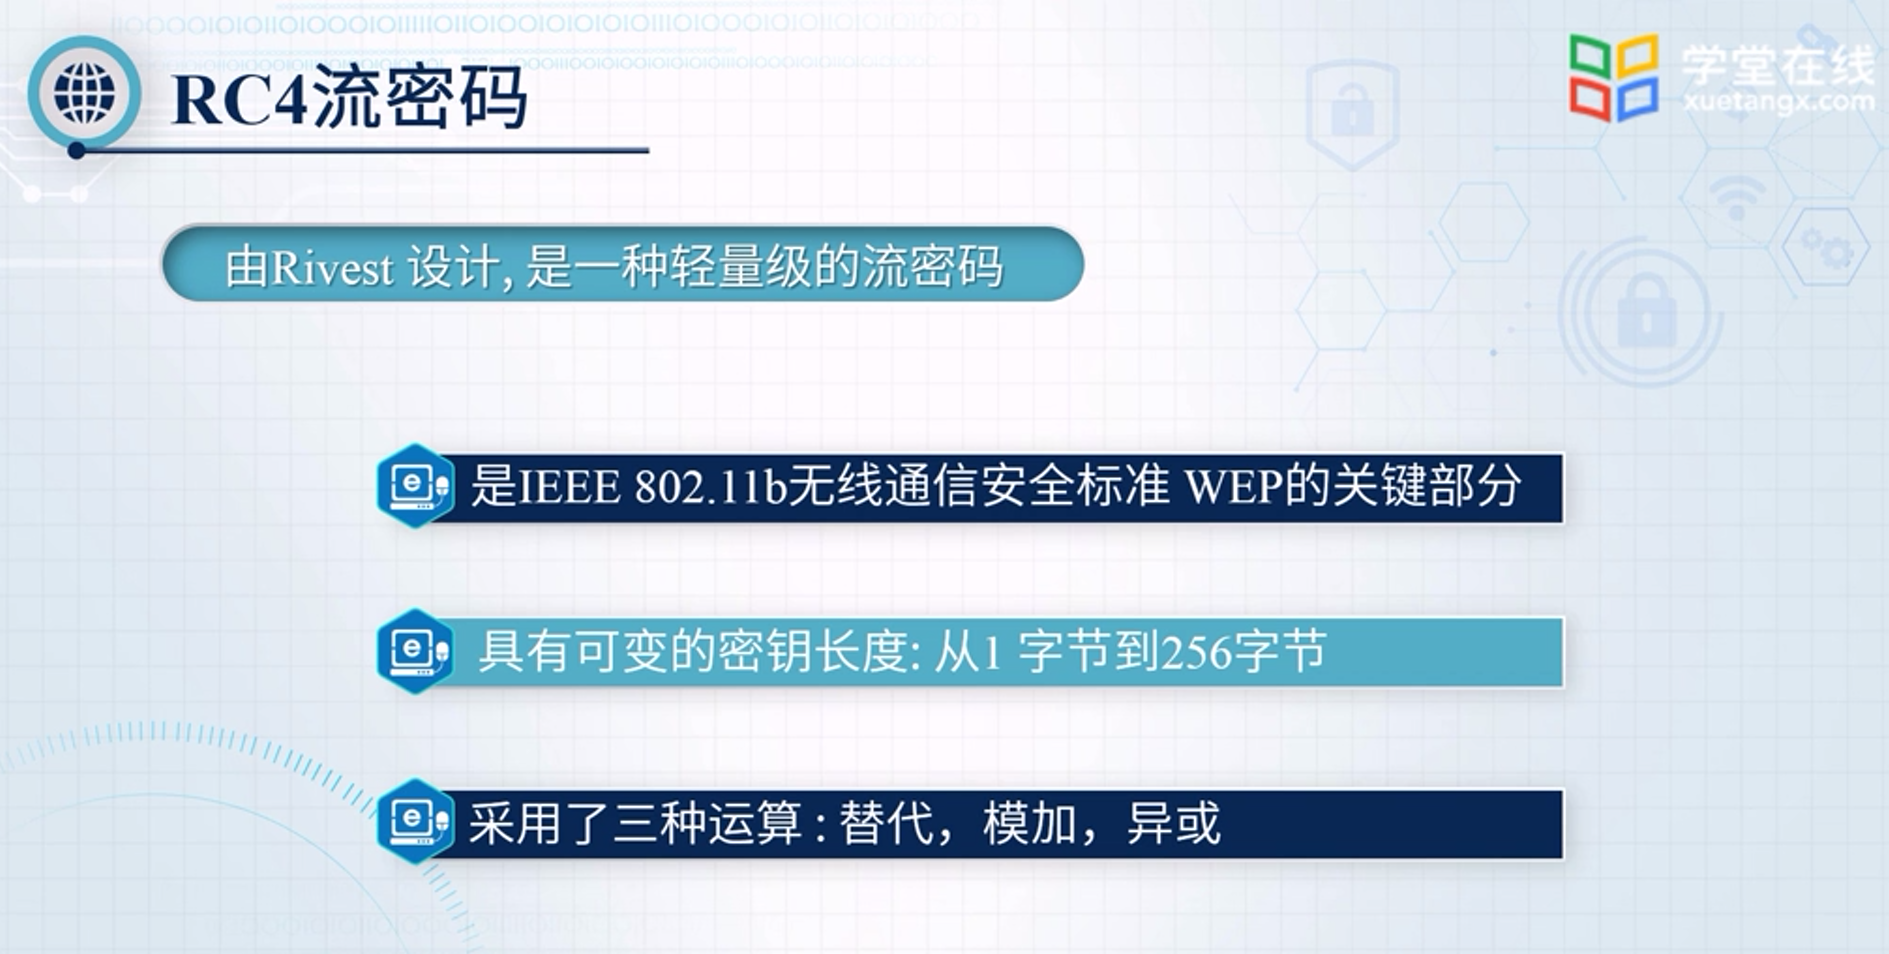 RC4流密码
学堂在线
xuetangx.com
由Rivest 设计, 是一种轻量级的流密码
是IEEE 802.11b无线通信安全标准 WEP的关键部分
具有可变的密钥长度: 从1 字节到256字节
采用了三种运算 : 替代，模加，异或